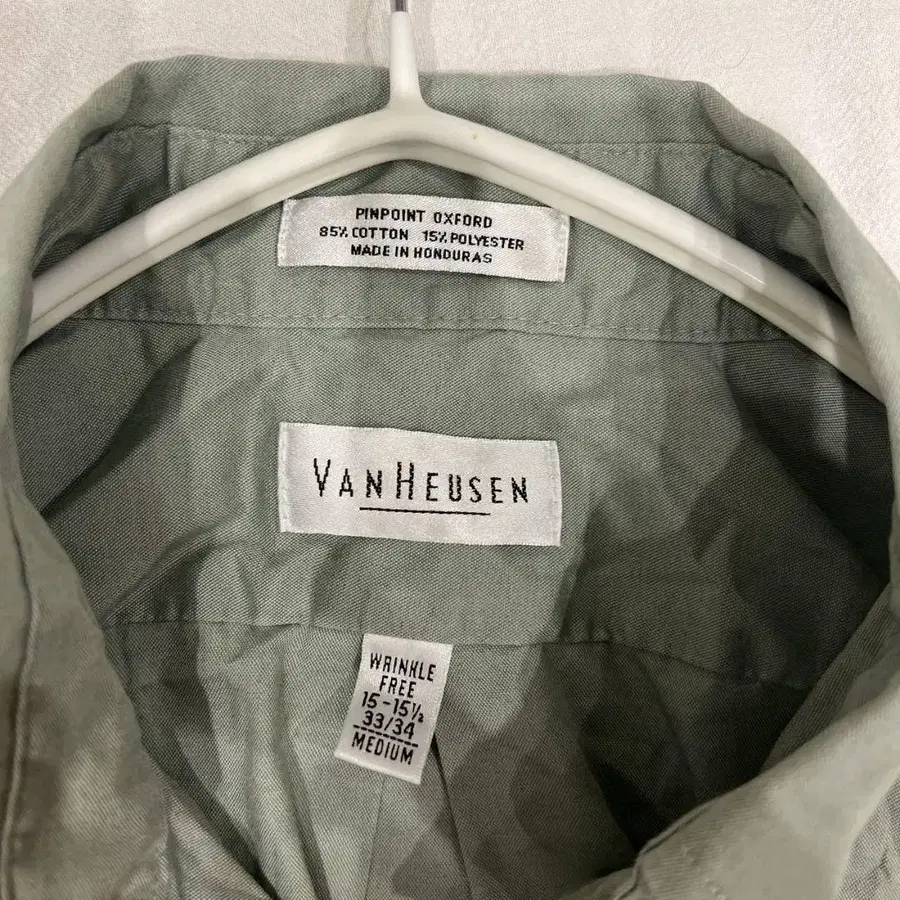 PINPOINT OXFORD
85% COTTON 15% POLYESTER
MADE IN HONDURAS
VANHEUSEN
WRINKLE
FREE
15-15½
33/34
MEDIUM